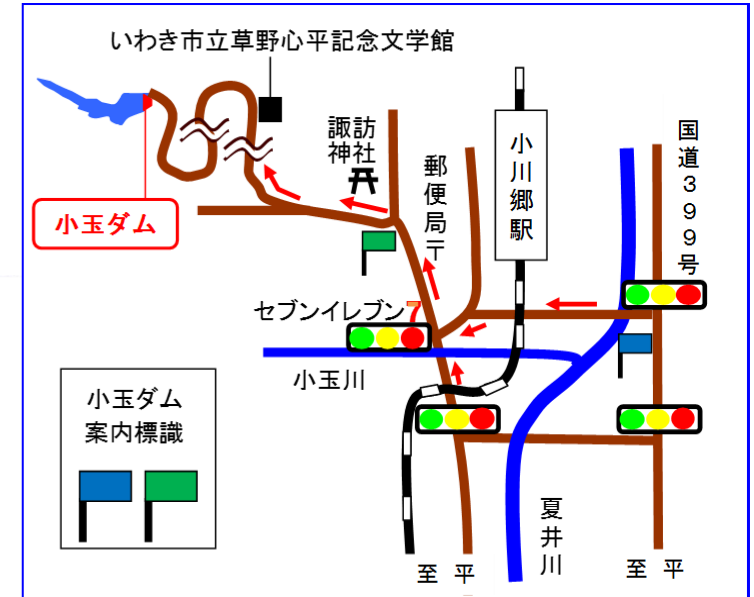 いわき市立草野心平記念文学館
諏訪
神社
小川郷駅
国道399号
郵便局〒
小玉ダム
セブンイレブン
小玉川
小玉ダム
案内標識
夏井川
至 平
至 平